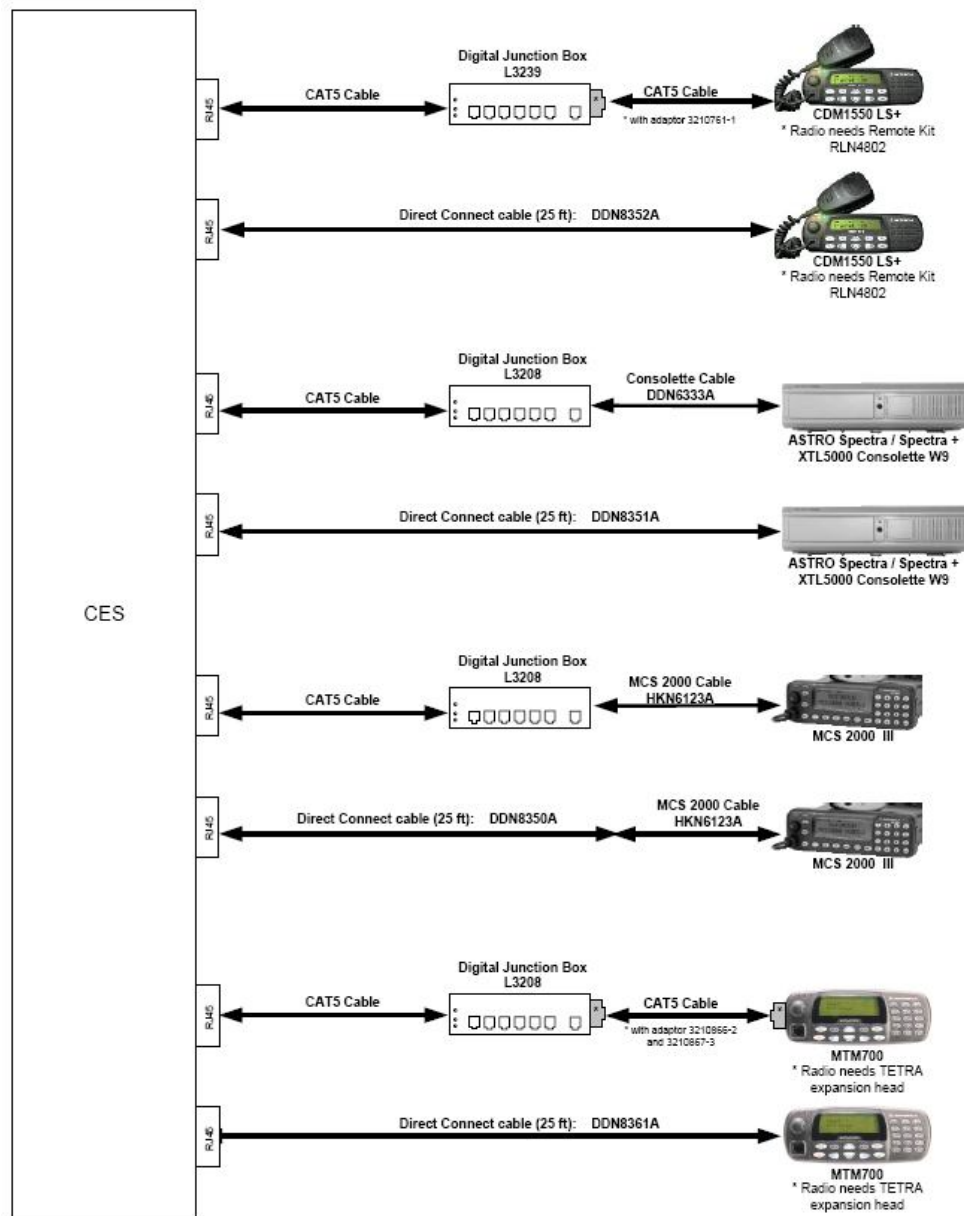 Digital Junction Box
L3239
RJ45
CAT5 Cable
*
CAT5 Cable
* with adaptor 3210761-1
CDM1550 LS+
* Radio needs Remote Kit
RLN4802
RJ45
Direct Connect cable (25 ft): DDN8352A
CDM1550 LS+
* Radio needs Remote Kit
RLN4802
Digital Junction Box
L3208
RJ45
CAT5 Cable
Consolette Cable
DDN6333A
ASTRO Spectra / Spectra +
XTL5000 Consolette W9
RJ45
Direct Connect cable (25 ft): DDN8351A
ASTRO Spectra / Spectra +
XTL5000 Consolette W9
CES
Digital Junction Box
L3208
RJ45
CAT5 Cable
MCS 2000 Cable
HKN6123A
MCS 2000 III
RJ45
Direct Connect cable (25 ft): DDN8350A
MCS 2000 Cable
HKN6123A
MCS 2000 III
Digital Junction Box
L3208
RJ45
CAT5 Cable
*
CAT5 Cable
* with adaptor 3210866-2
and 3210867-3
*
MTM700
* Radio needs TETRA
expansion head
RJ45
Direct Connect cable (25 ft): DDN8361A
MTM700
* Radio needs TETRA
expansion head